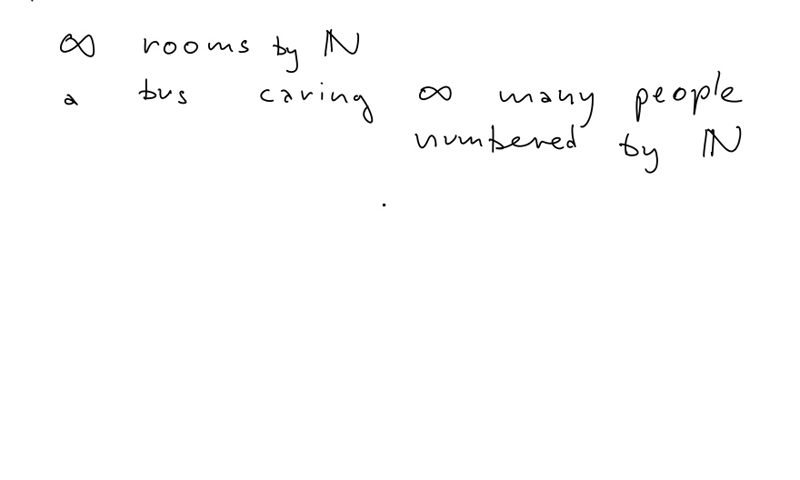 ∞ rooms by ℕ
a bus caring ∞ many people
numbered by ℕ